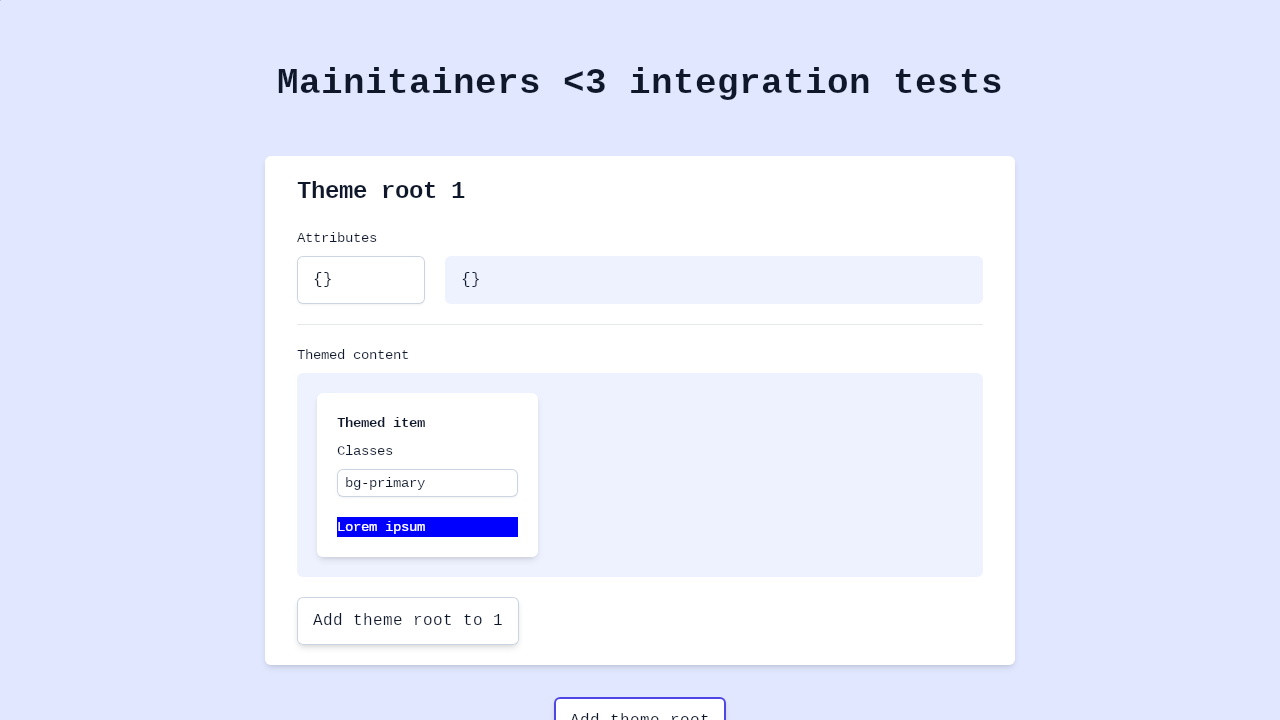 Mainitainers <3 integration tests
Theme root 1
Attributes
{} {}
Themed content
Themed item
Classes
bg-primary
Lorem ipsum
Add theme root to 1
Add theme root